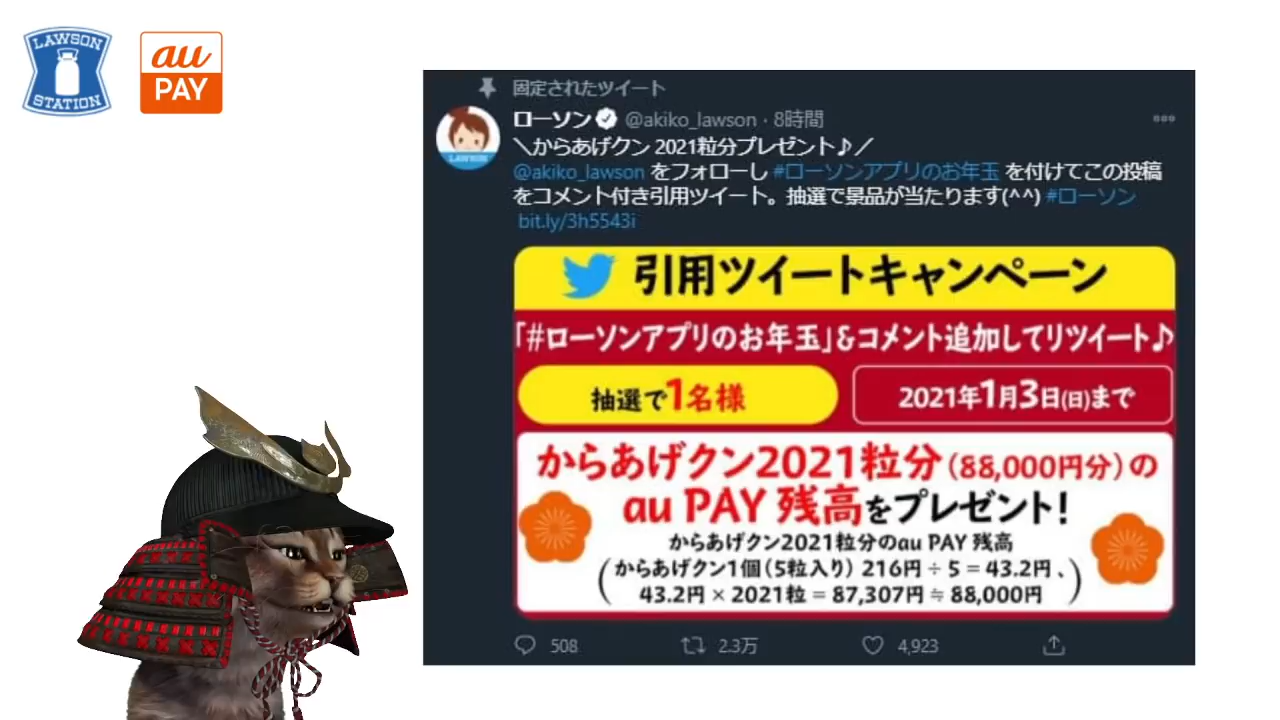 LAWSON
STATION
au
PAY
固定されたツイート
ローソン @akiko_lawson · 8時間
＼からあげクン 2021粒分プレゼント♪／
@akiko_lawson をフォローし #ローソンアプリのお年玉 を付けてこの投稿
をコメント付き引用ツイート。抽選で景品が当たります(^^) #ローソン
bit.ly/3h5543i
引用ツイートキャンペーン
「#ローソンアプリのお年玉」&コメント追加してリツイート♪
抽選で1名様
2021年1月3日(日)まで
からあげクン2021粒分(88,000円分)の
au PAY 残高をプレゼント!
からあげクン2021粒分のau PAY 残高
(からあげクン1個(5粒入り) 216円÷5=43.2円、
43.2円×2021粒=87,307円≒88,000円)
508 2.3万 4,923